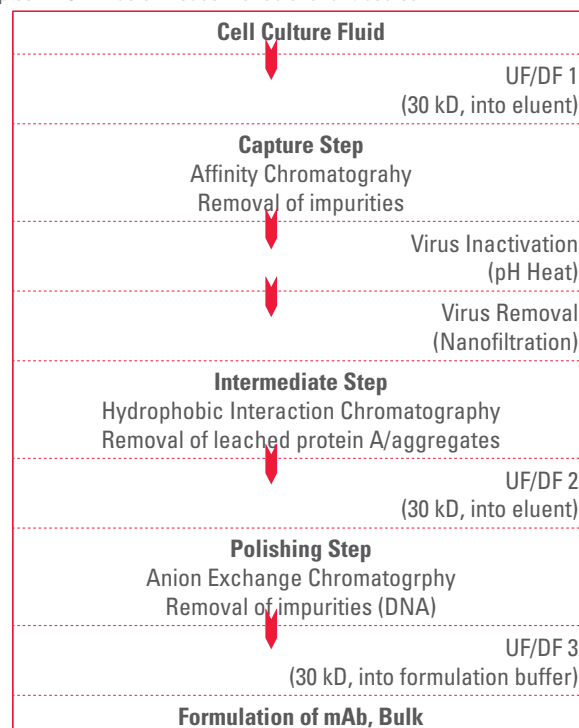 Cell Culture Fluid
UF/DF 1
(30 kD, into eluent)
Capture Step
Affinity Chromatograhy
Removal of impurities
Virus Inactivation
(pH Heat)
Virus Removal
(Nanofiltration)
Intermediate Step
Hydrophobic Interaction Chromatography
Removal of leached protein A/aggregates
UF/DF 2
(30 kD, into eluent)
Polishing Step
Anion Exchange Chromatogrphy
Removal of impurities (DNA)
UF/DF 3
(30 kD, into formulation buffer)
Formulation of mAb, Bulk